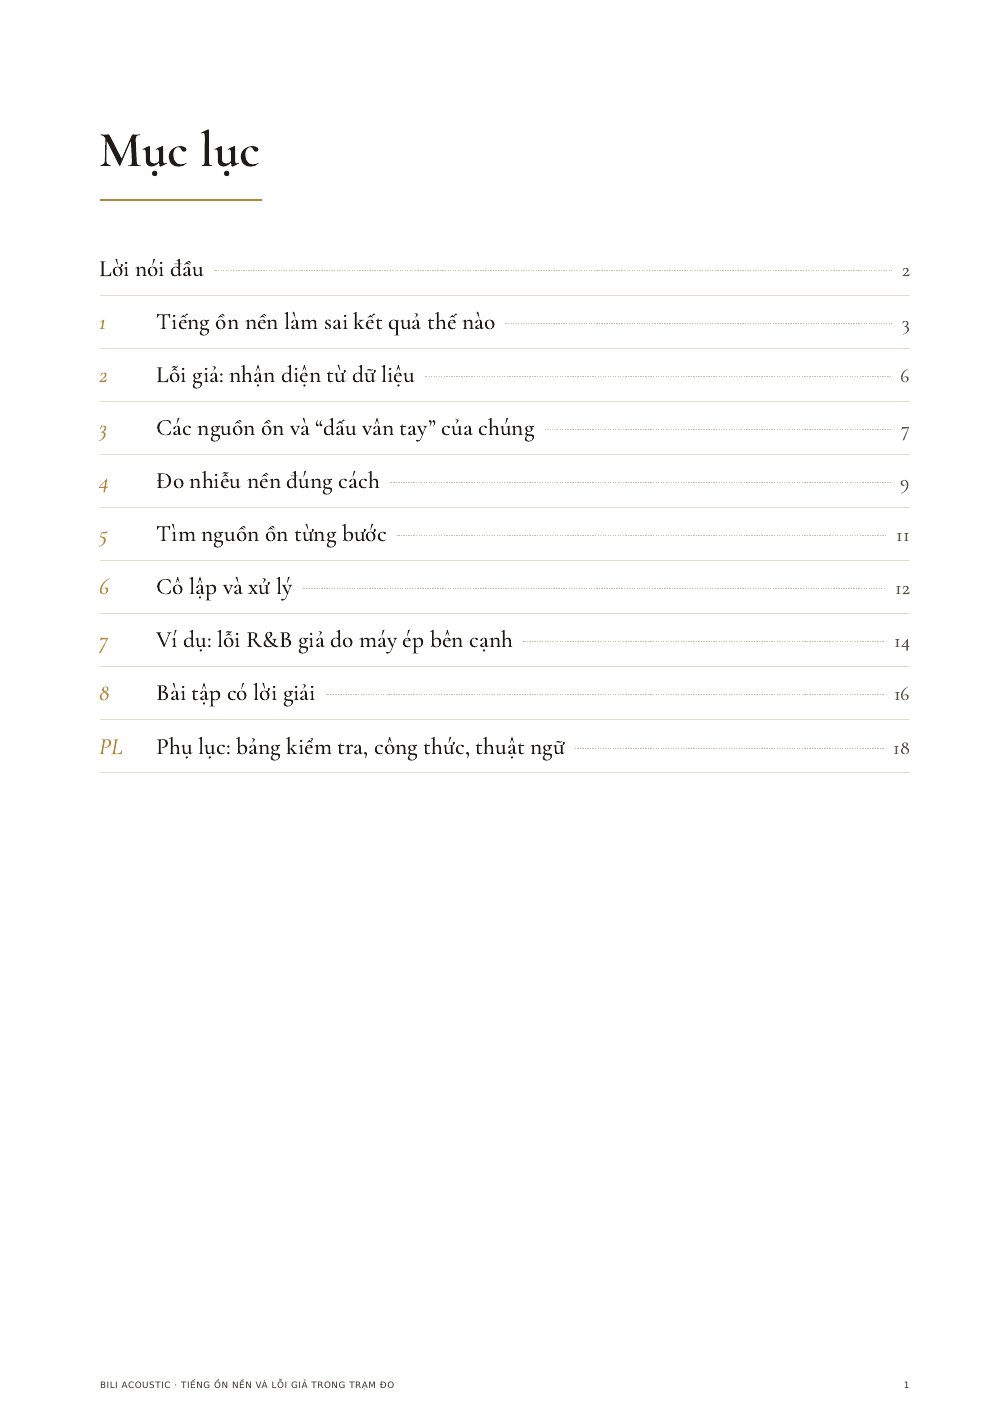 Mục lục
Lời nói đầu 2
1 Tiếng ồn nền làm sai kết quả thế nào 3
2 Lỗi giả: nhận diện từ dữ liệu 6
3 Các nguồn ồn và “dấu vân tay” của chúng 7
4 Đo nhiễu nền đúng cách 9
5 Tìm nguồn ồn từng bước 11
6 Cô lập và xử lý 12
7 Ví dụ: lỗi R&B giả do máy ép bên cạnh 14
8 Bài tập có lời giải 16
PL Phụ lục: bảng kiểm tra, công thức, thuật ngữ 18
BILI ACOUSTIC · TIẾNG ỒN NỀN VÀ LỖI GIẢ TRONG TRẠM ĐO 1